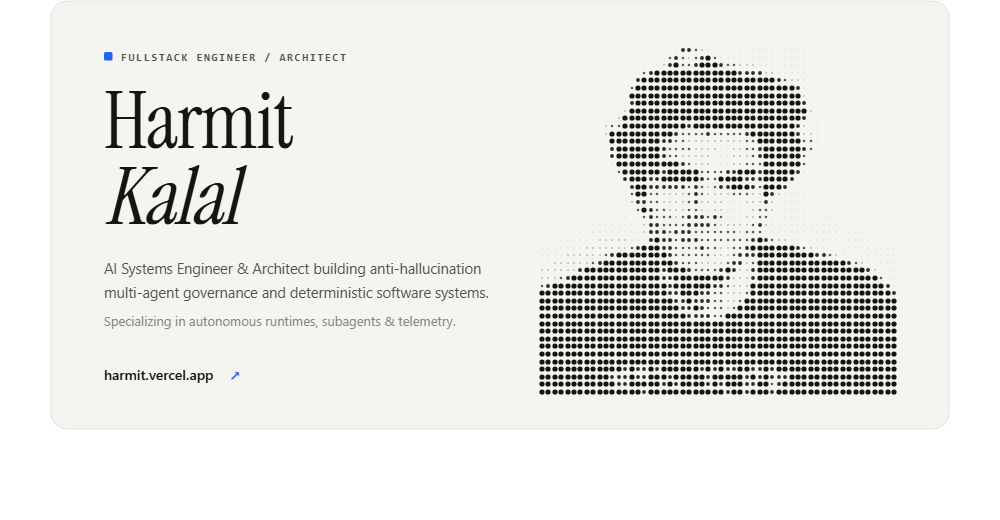 FULLSTACK ENGINEER / ARCHITECT
Harmit
Kalal
AI Systems Engineer & Architect building anti-hallucination
multi-agent governance and deterministic software systems.
Specializing in autonomous runtimes, subagents & telemetry.
harmit.vercel.app ↗